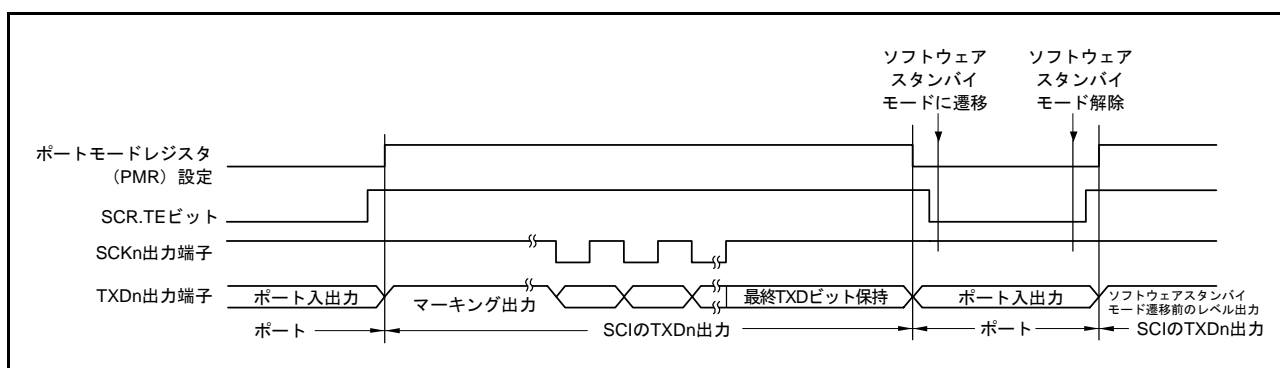 ソフトウェア
スタンバイ
モードに遷移
ソフトウェア
スタンバイ
モード解除
ポートモードレジスタ
（PMR）設定
SCR.TEビット
SCKn出力端子
TXDn出力端子
ポート入出力
マーキング出力
最終TXDビット保持
ポート入出力
ソフトウェアスタンバイ
モード遷移前のレベル出力
ポート
SCIのTXDn出力
ポート
SCIのTXDn出力